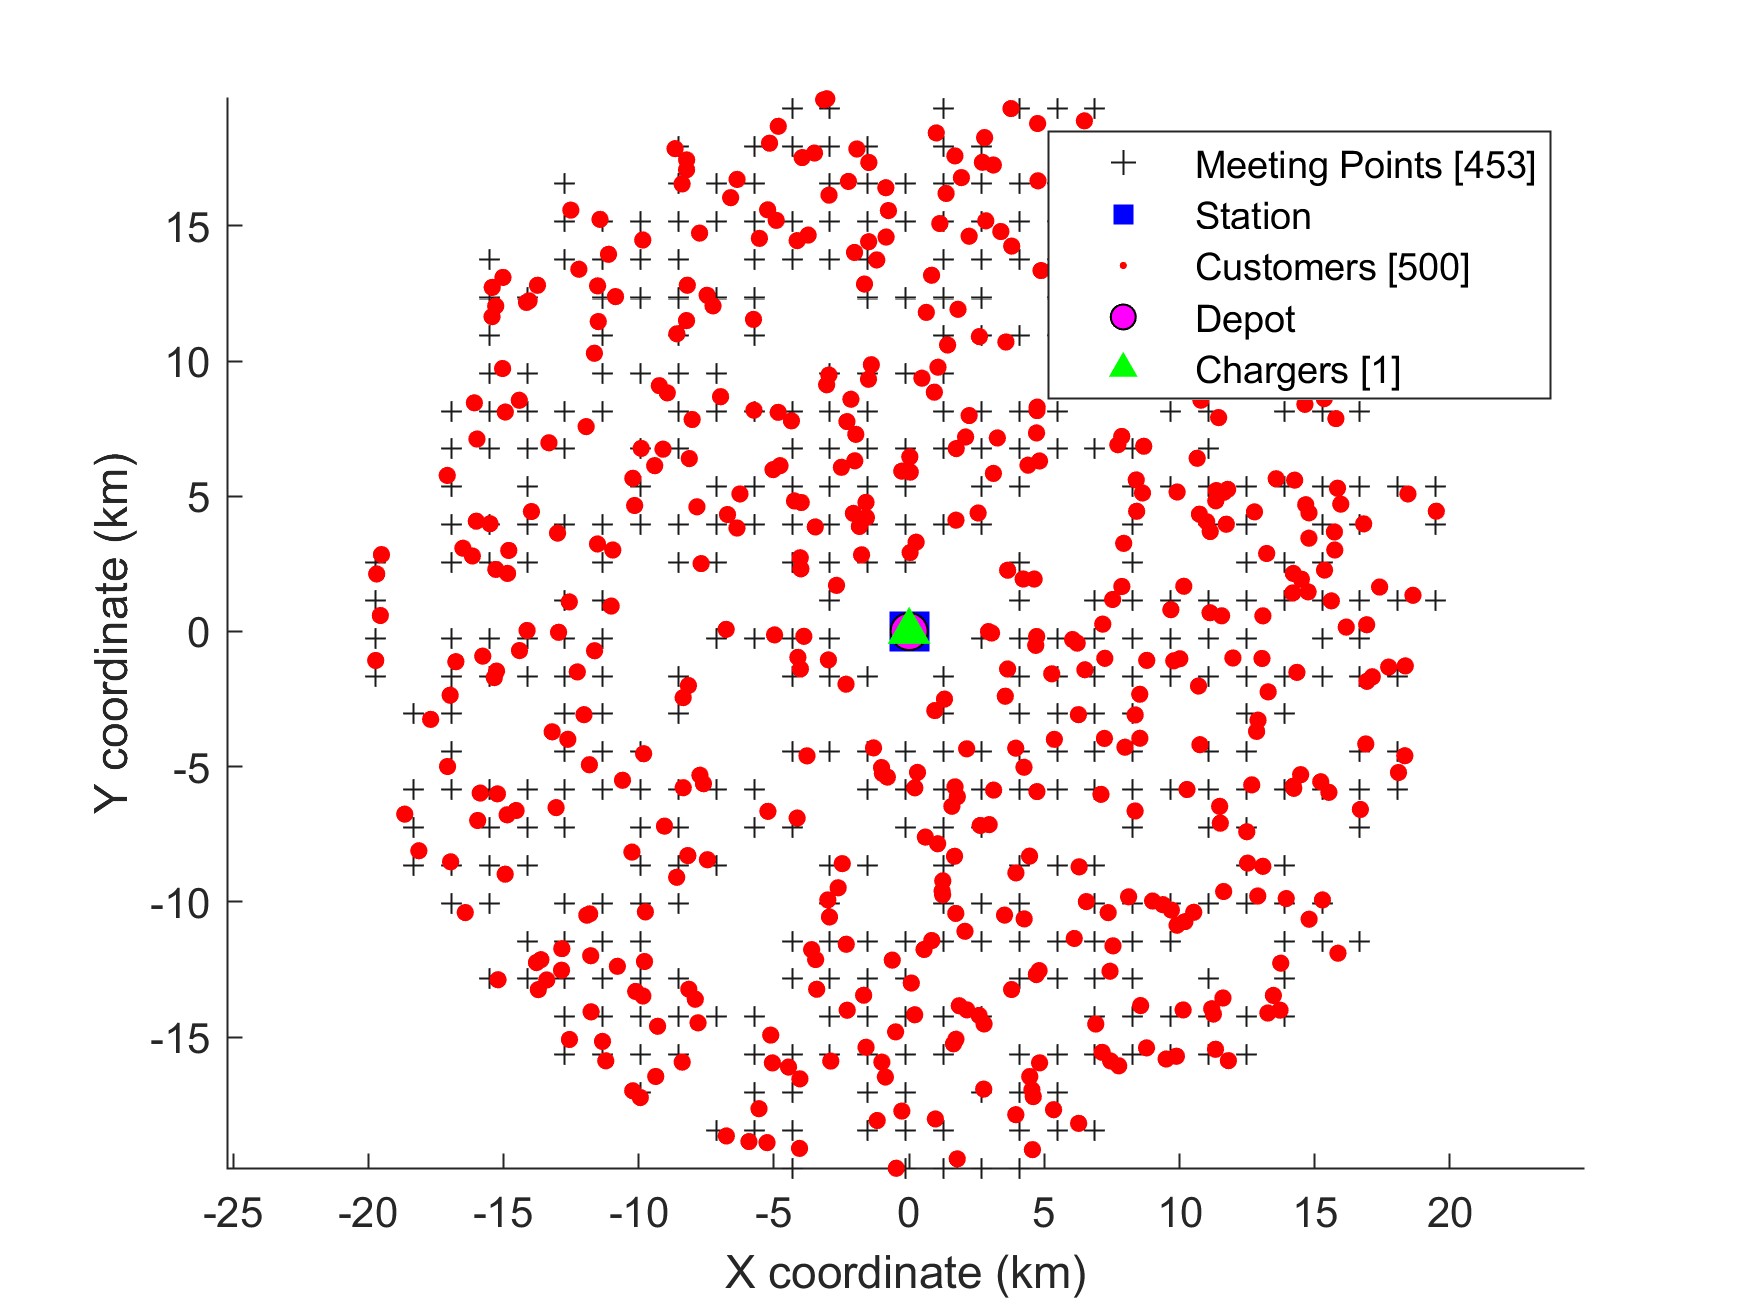 Meeting Points [453]
Station
Customers [500]
Depot
Chargers [1]
15
10
5
0
-5
-10
-15
Y coordinate (km)
-25 -20 -15 -10 -5 0 5 10 15 20
X coordinate (km)